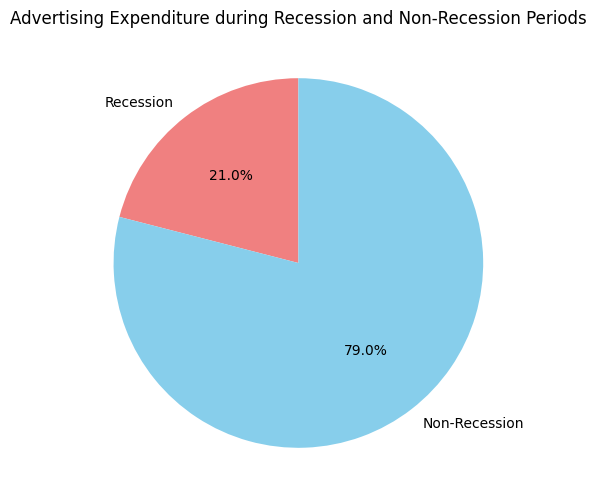 Advertising Expenditure during Recession and Non-Recession Periods
Recession
21.0%
79.0%
Non-Recession